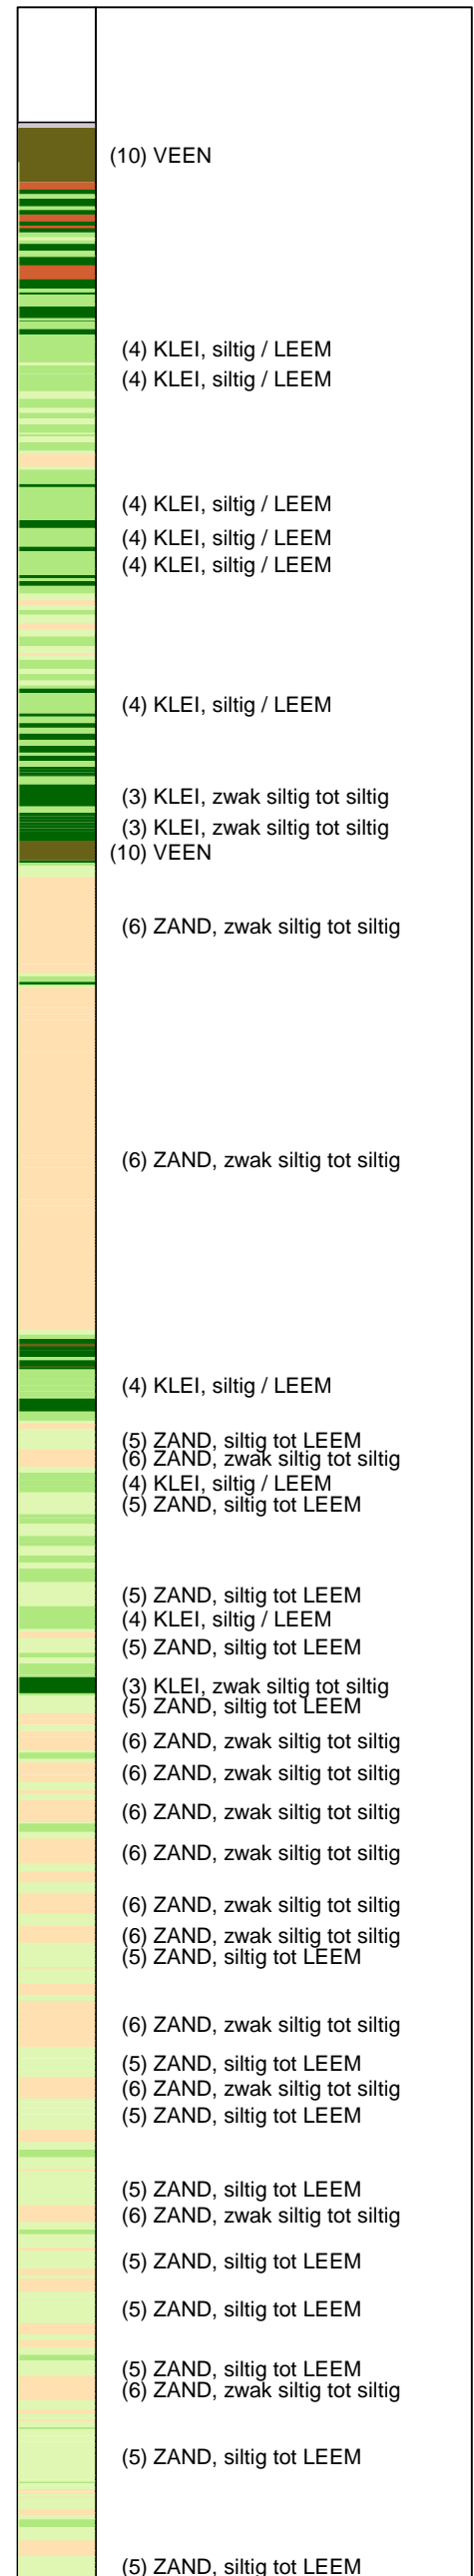 (10) VEEN
(4) KLEI, siltig / LEEM
(4) KLEI, siltig / LEEM
(4) KLEI, siltig / LEEM
(4) KLEI, siltig / LEEM
(4) KLEI, siltig / LEEM
(4) KLEI, siltig / LEEM
(3) KLEI, zwak siltig tot siltig
(3) KLEI, zwak siltig tot siltig
(10) VEEN
(6) ZAND, zwak siltig tot siltig
(6) ZAND, zwak siltig tot siltig
(4) KLEI, siltig / LEEM
(5) ZAND, siltig tot LEEM
(6) ZAND, zwak siltig tot siltig
(4) KLEI, siltig / LEEM
(5) ZAND, siltig tot LEEM
(5) ZAND, siltig tot LEEM
(4) KLEI, siltig / LEEM
(5) ZAND, siltig tot LEEM
(3) KLEI, zwak siltig tot siltig
(5) ZAND, siltig tot LEEM
(6) ZAND, zwak siltig tot siltig
(6) ZAND, zwak siltig tot siltig
(6) ZAND, zwak siltig tot siltig
(6) ZAND, zwak siltig tot siltig
(6) ZAND, zwak siltig tot siltig
(6) ZAND, zwak siltig tot siltig
(5) ZAND, siltig tot LEEM
(6) ZAND, zwak siltig tot siltig
(5) ZAND, siltig tot LEEM
(6) ZAND, zwak siltig tot siltig
(5) ZAND, siltig tot LEEM
(5) ZAND, siltig tot LEEM
(6) ZAND, zwak siltig tot siltig
(5) ZAND, siltig tot LEEM
(5) ZAND, siltig tot LEEM
(5) ZAND, siltig tot LEEM
(6) ZAND, zwak siltig tot siltig
(5) ZAND, siltig tot LEEM
(5) ZAND, siltig tot LEEM